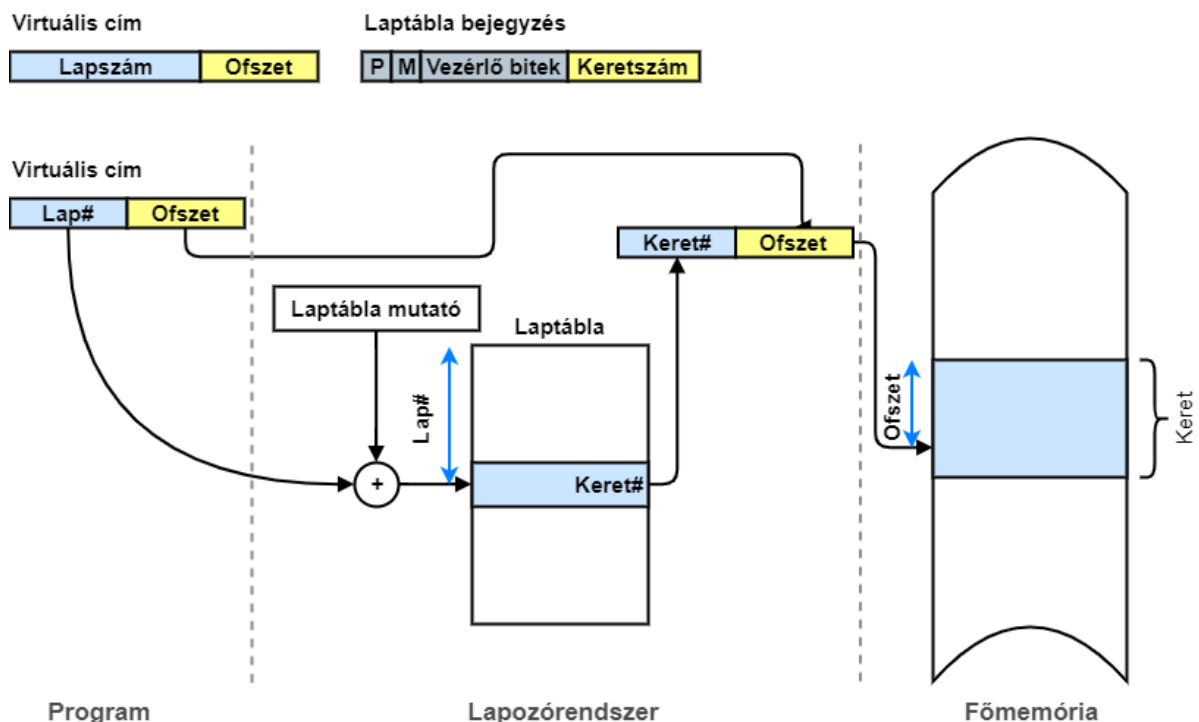 Virtuális cím
Laptábla bejegyzés
Lapszám Ofszet
P M Vezérlő bitek Keretszám
Virtuális cím
Lap# Ofszet
Keret# Ofszet
Laptábla mutató
Laptábla
Lap#
Ofszet
Keret
+
Keret#
Program
Lapozórendszer
Főmemória